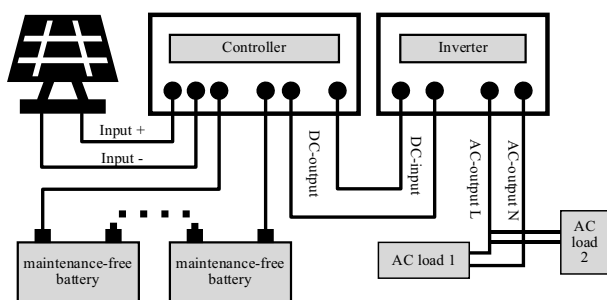 Controller
Inverter
Input +
Input -
DC-output
DC-input
AC-output L
AC-output N
maintenance-free
battery
maintenance-free
battery
AC load 1
AC
load
2